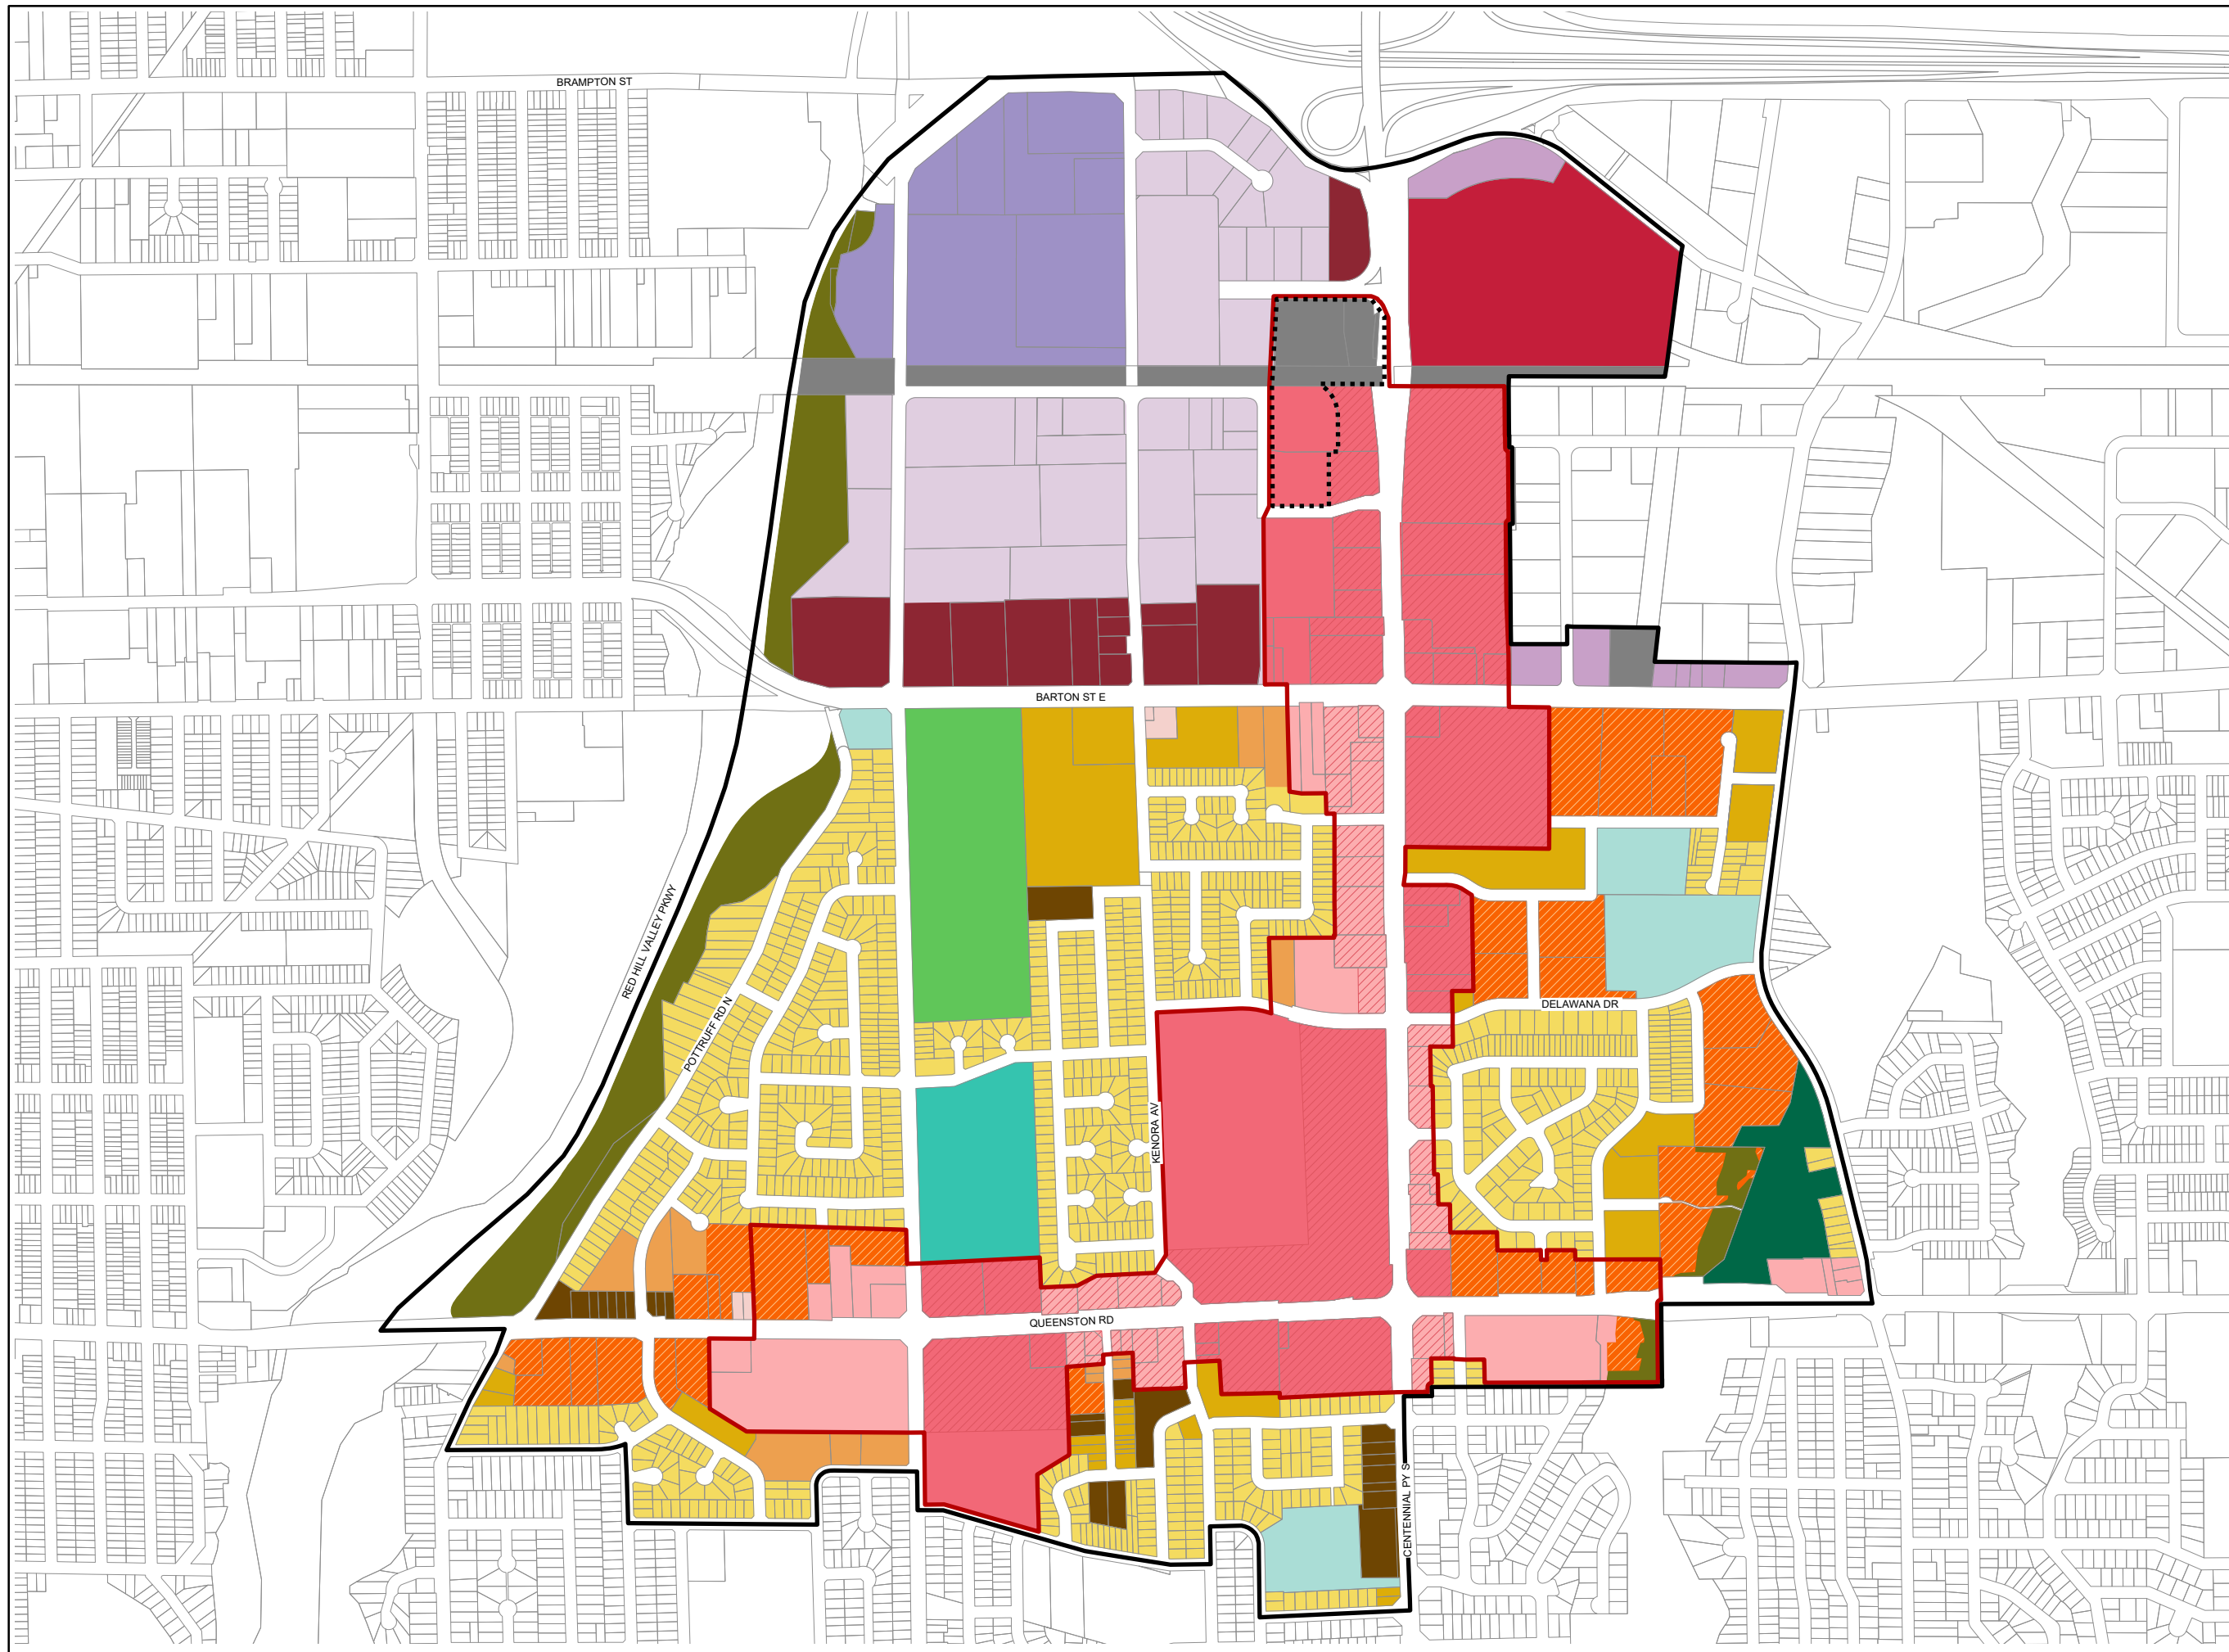 BRAMPTON ST
BARTON ST E
RED HILL VALLEY PKWY
POTTRUFF RD N
DELAWANA DR
KENORA AV
QUEENSTON RD
CENTENNIAL PY S